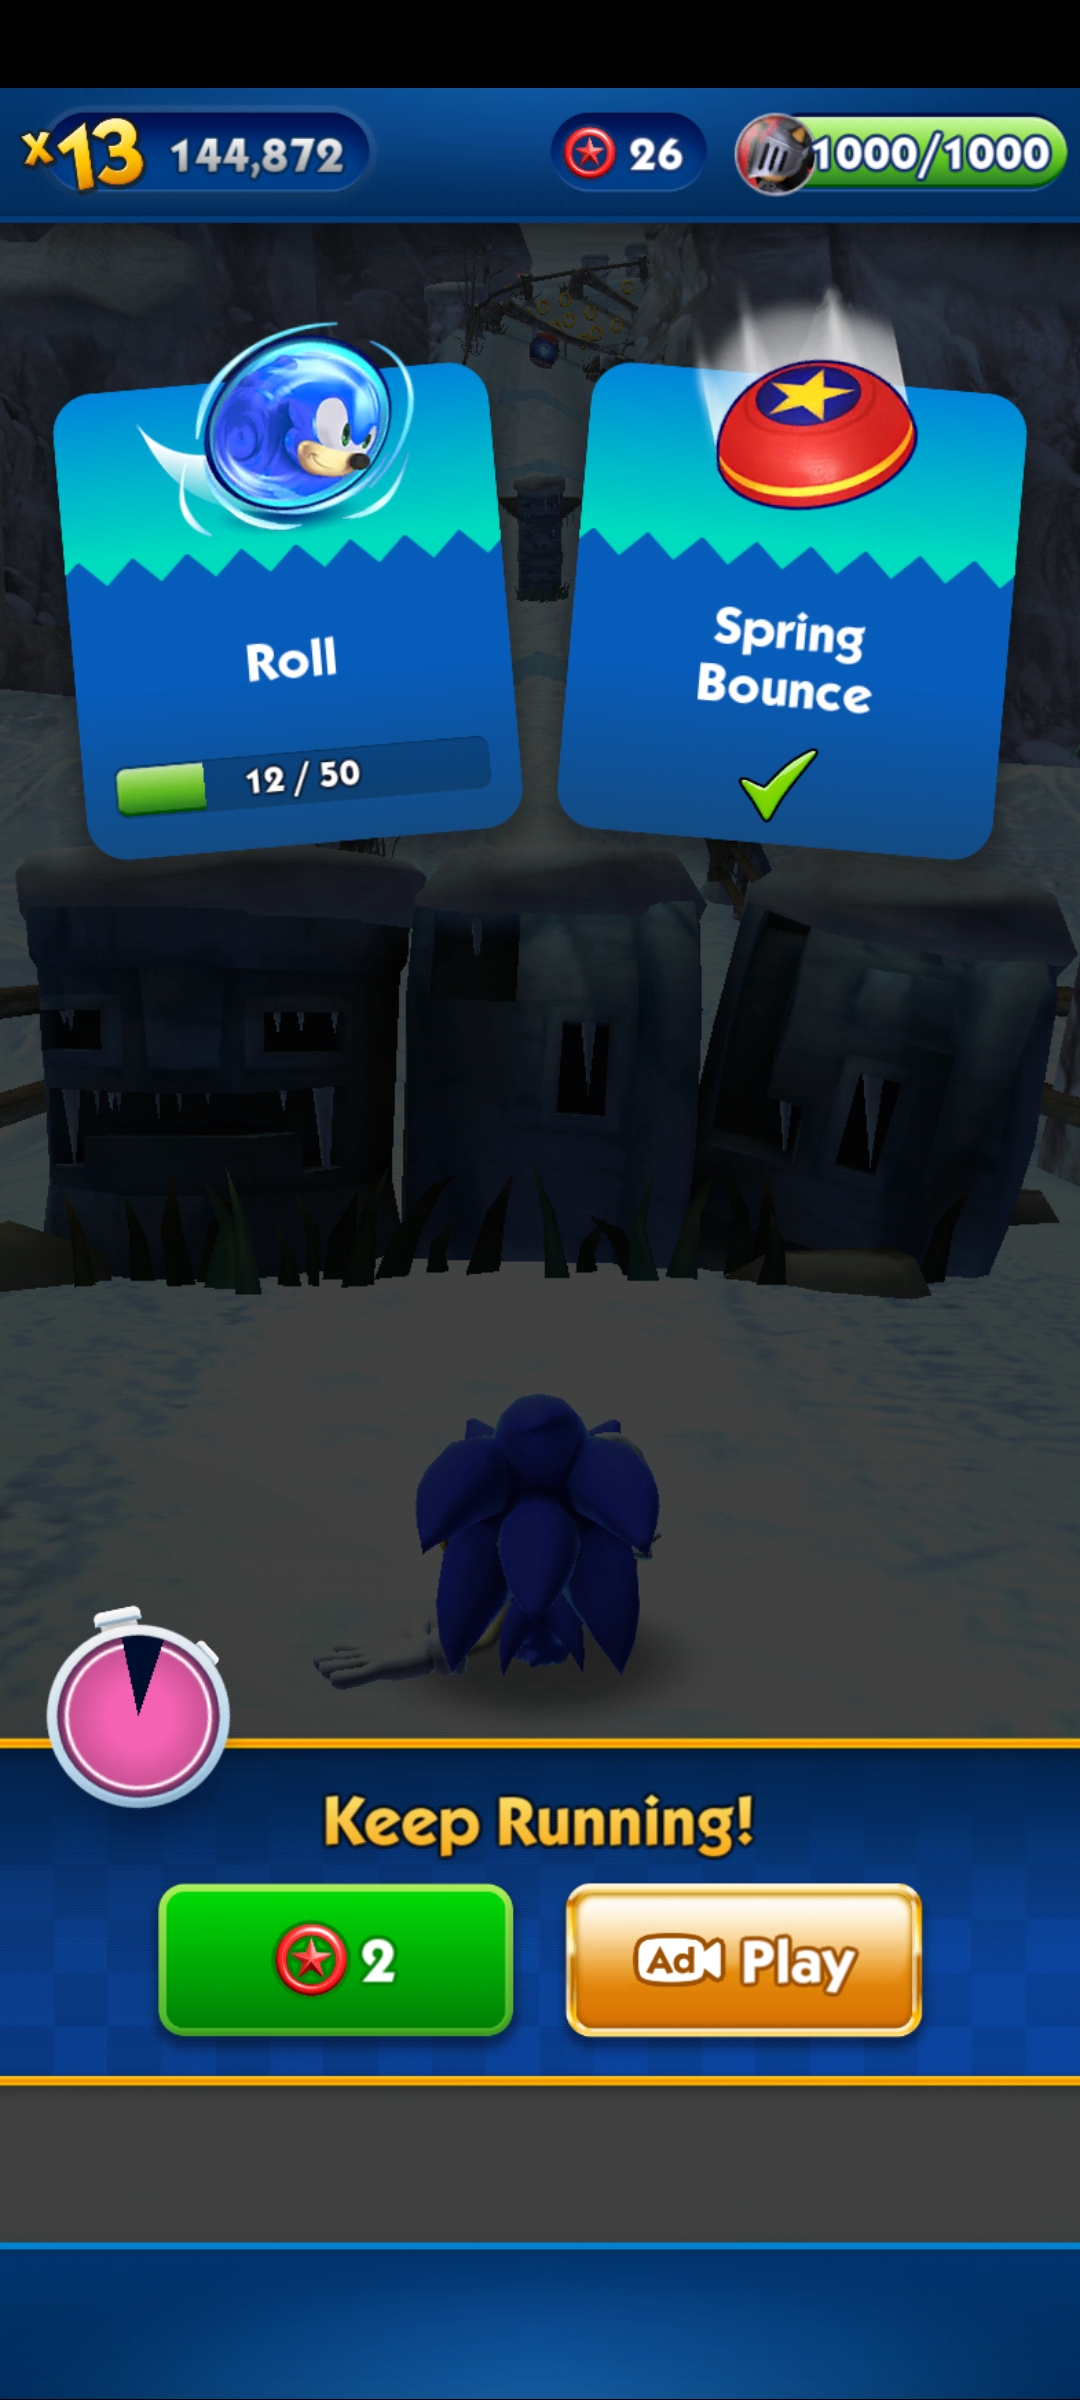 x13 144,872
26
1000/1000
Roll
12 / 50
Spring
Bounce
Keep Running!
2
Ad Play